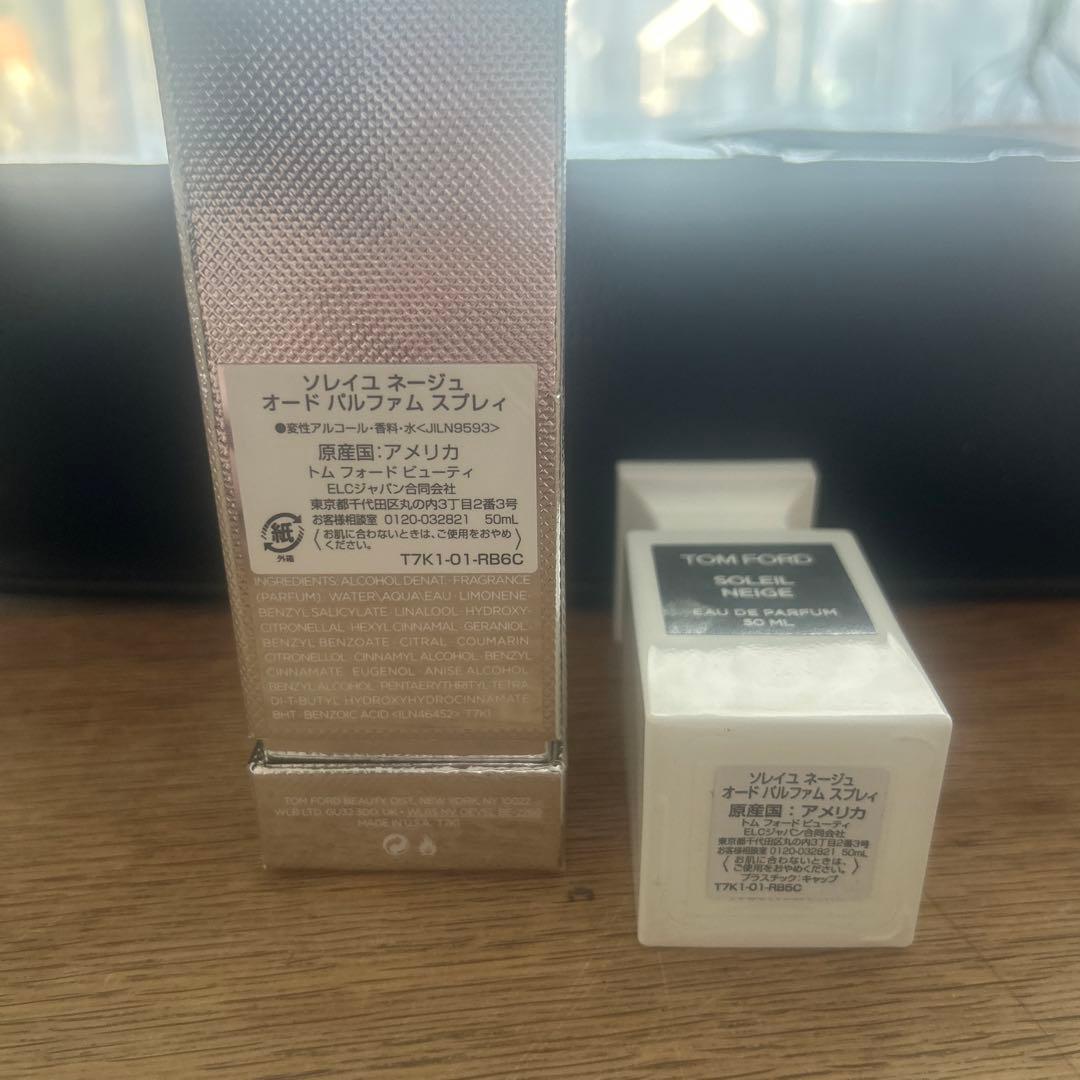 ソレイユ ネージュ
オード パルファム スプレィ
●変性アルコール・香料・水<JILN9593>
原産国：アメリカ
トム フォード ビューティ
ELCジャパン合同会社
東京都千代田区丸の内3丁目2番3号
お客様相談室 0120-032821 50mL
〈お肌に合わないときは、ご使用をおやめください。〉
紙
外箱
T7K1-01-RB6C
INGREDIENTS: ALCOHOL DENAT. · FRAGRANCE
(PARFUM) · WATER\AQUA\EAU · LIMONENE ·
BENZYL SALICYLATE · LINALOOL · HYDROXY-
CITRONELLAL · HEXYL CINNAMAL · GERANIOL ·
BENZYL BENZOATE · CITRAL · COUMARIN ·
CITRONELLOL · CINNAMYL ALCOHOL · BENZYL
CINNAMATE · EUGENOL · ANISE ALCOHOL ·
BENZYL ALCOHOL · PENTAERYTHRITYL TETRA-
DI-T-BUTYL HYDROXYHYDROCINNAMATE ·
BHT · BENZOIC ACID <ILN46452> T7K1
TOM FORD BEAUTY, DIST. NEW YORK, NY 10022
WLB LTD. GU32 3DQ, UK •
MADE IN U.S.A. T7K1
TOM FORD
SOLEIL
NEIGE
EAU DE PARFUM
50 ML
ソレイユ ネージュ
オード パルファム スプレィ
原産国：アメリカ
トム フォード ビューティ
ELCジャパン合同会社
東京都千代田区丸の内3丁目2番3号
お客様相談室 0120-032821 50mL
〈お肌に合わないときは、
ご使用をおやめください。〉
プラスチック：キャップ
T7K1-01-RB6C